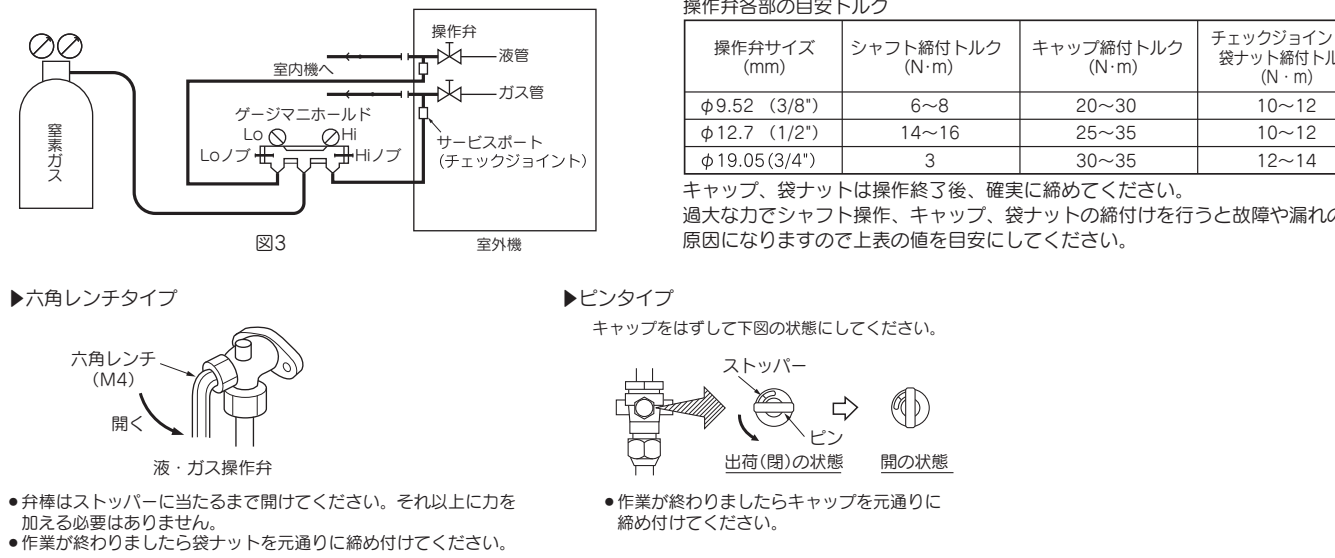 操作弁
液管
室内機へ
ガス管
ゲージマニホールド
Lo
Hi
Loノブ
Hiノブ
サービスポート
(チェックジョイント)
窒素ガス
図3
室外機
操作弁各部の目安トルク
操作弁サイズ
(mm)
シャフト締付トルク
(N·m)
キャップ締付トルク
(N·m)
チェックジョイン
袋ナット締付トル
(N・m)
φ9.52 (3/8") 6〜8 20〜30 10〜12
φ12.7 (1/2") 14〜16 25〜35 10〜12
φ19.05(3/4") 3 30〜35 12〜14
キャップ、袋ナットは操作終了後、確実に締めてください。
過大な力でシャフト操作、キャップ、袋ナットの締付けを行うと故障や漏れの
原因になりますので上表の値を目安にしてください。
▶六角レンチタイプ
六角レンチ
(M4)
開く
液・ガス操作弁
●弁棒はストッパーに当たるまで開けてください。それ以上に力を
加える必要はありません。
●作業が終わりましたら袋ナットを元通りに締め付けてください。
▶ピンタイプ
キャップをはずして下図の状態にしてください。
ストッパー
ピン
出荷(閉)の状態
開の状態
●作業が終わりましたらキャップを元通りに
締め付けてください。